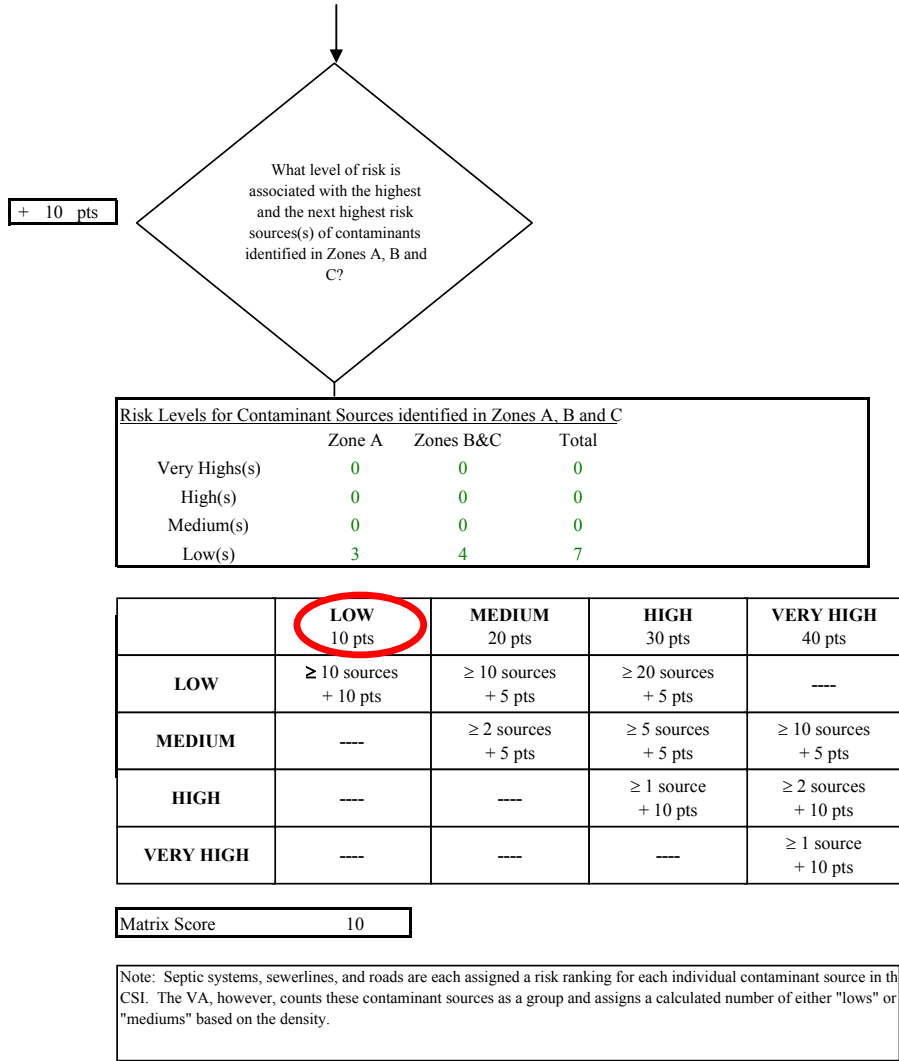 What level of risk is
associated with the highest
and the next highest risk
sources(s) of contaminants
identified in Zones A, B and
C?
+ 10 pts
Risk Levels for Contaminant Sources identified in Zones A, B and C
Zone A Zones B&C Total
Very Highs(s) 0 0 0
High(s) 0 0 0
Medium(s) 0 0 0
Low(s) 3 4 7
LOW MEDIUM HIGH VERY HIGH
10 pts 20 pts 30 pts 40 pts
LOW ≥ 10 sources + 10 pts ≥ 10 sources + 5 pts ≥ 20 sources + 5 pts ----
MEDIUM ---- ≥ 2 sources + 5 pts ≥ 5 sources + 5 pts ≥ 10 sources + 5 pts
HIGH ---- ---- ≥ 1 source + 10 pts ≥ 2 sources + 10 pts
VERY HIGH ---- ---- ---- ≥ 1 source + 10 pts
Matrix Score 10
Note: Septic systems, sewerlines, and roads are each assigned a risk ranking for each individual contaminant source in th
CSI. The VA, however, counts these contaminant sources as a group and assigns a calculated number of either "lows" or
"mediums" based on the density.